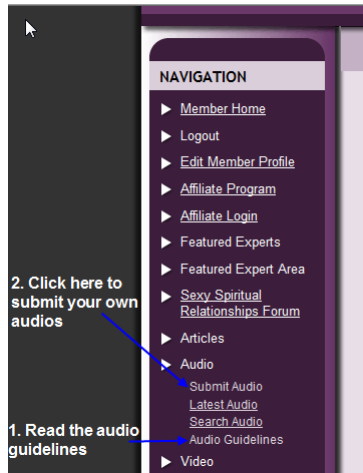 NAVIGATION
Member Home
Logout
Edit Member Profile
Affiliate Program
Affiliate Login
Featured Experts
Featured Expert Area
Sexy Spiritual
Relationships Forum
Articles
Audio
Submit Audio
Latest Audio
Search Audio
Audio Guidelines
Video
2. Click here to
submit your own
audios
1. Read the audio
guidelines